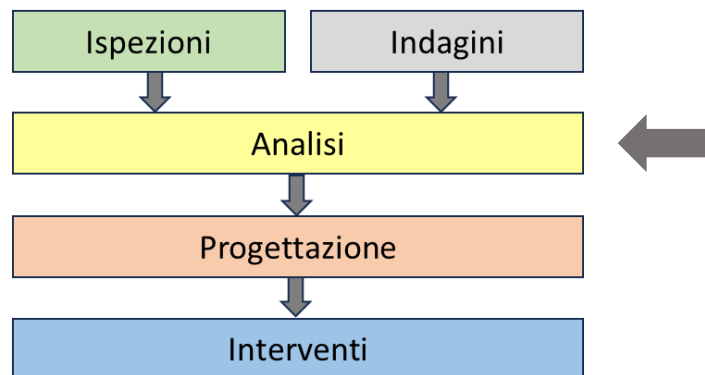 Ispezioni
Indagini
Analisi
Progettazione
Interventi